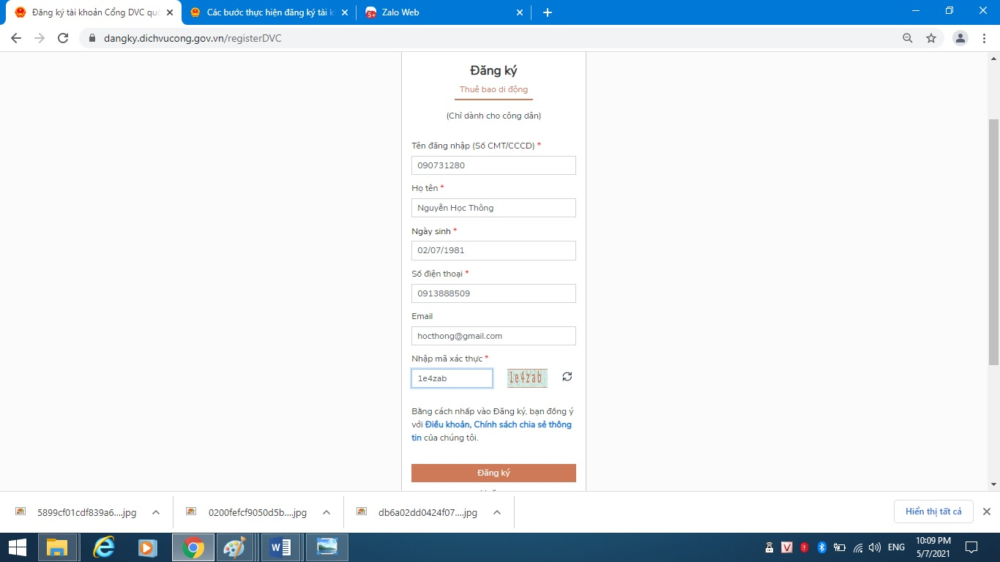 Đăng ký tài khoản Cổng DVC quố
Các bước thực hiện đăng ký tài k
5+
Zalo Web
dangky.dichvucong.gov.vn/registerDVC
Đăng ký
Thuê bao di động
(Chỉ dành cho công dân)
Tên đăng nhập (Số CMT/CCCD) *
090731280
Họ tên *
Nguyễn Học Thông
Ngày sinh *
02/07/1981
Số điện thoại *
0913888509
Email
hocthong@gmail.com
Nhập mã xác thực *
1e4zab
1e4zab
Bằng cách nhấp vào Đăng ký, bạn đồng ý
với Điều khoản, Chính sách chia sẻ thông
tin của chúng tôi.
Đăng ký
5899cf01cdf839a6....jpg
0200fefcf9050d5b....jpg
db6a02dd0424f07....jpg
Hiển thị tất cả
V
ENG
10:09 PM
5/7/2021